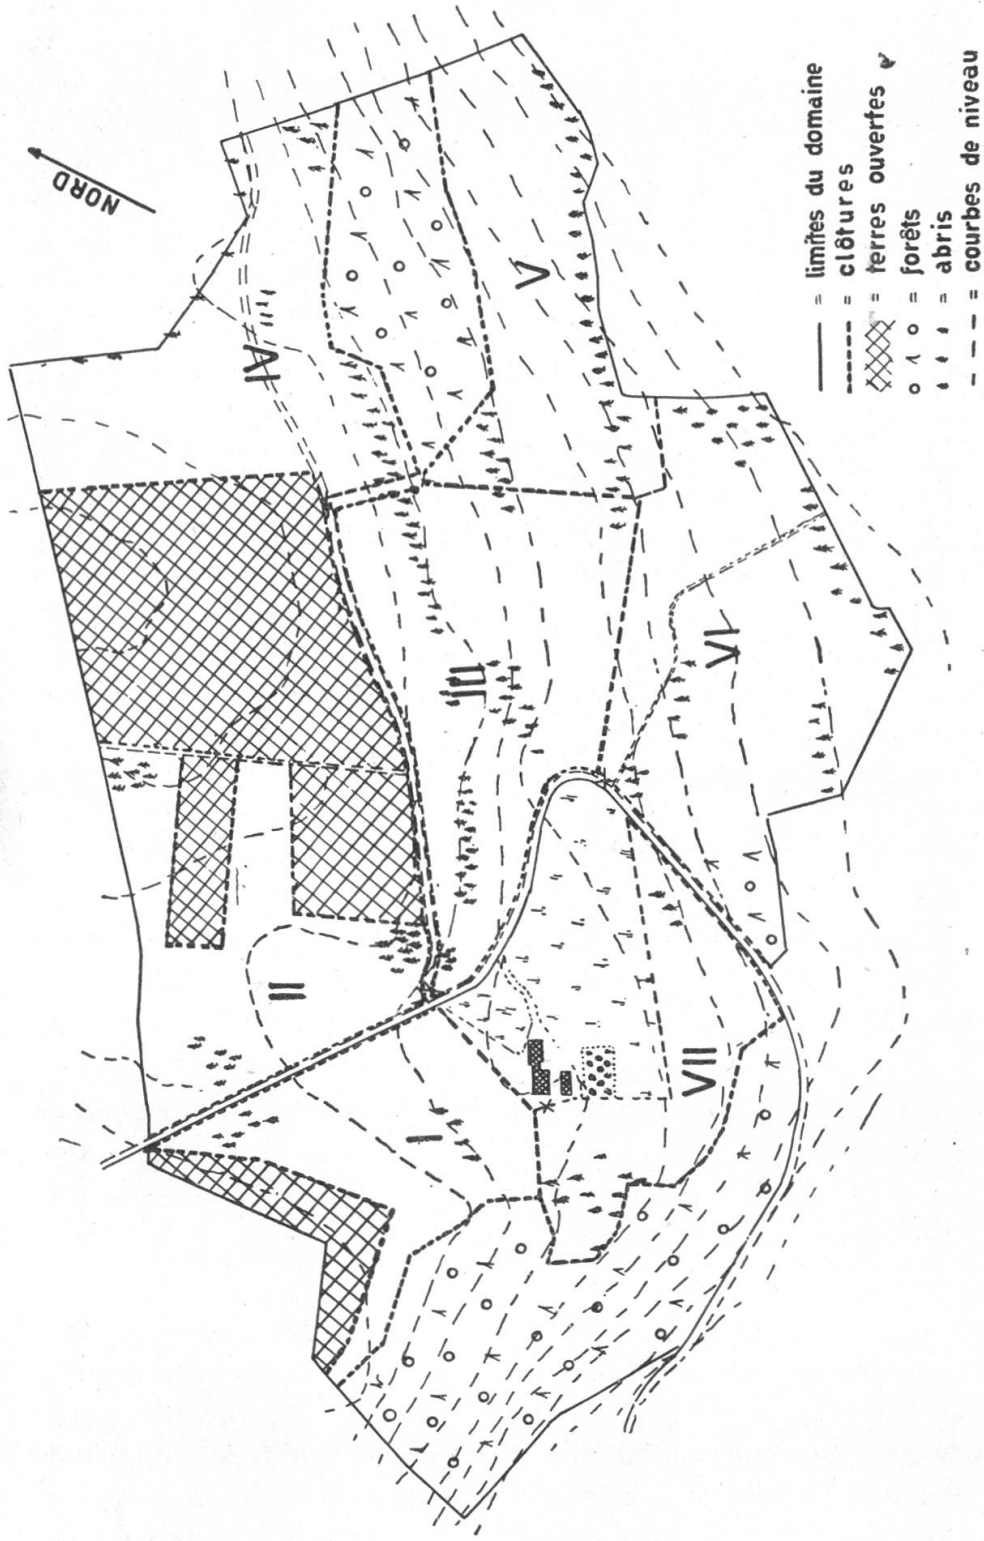 NORD
I
II
III
IV
V
VI
VII
= limites du domaine
= clôtures
= terres ouvertes
= forêts
= abris
= courbes de niveau